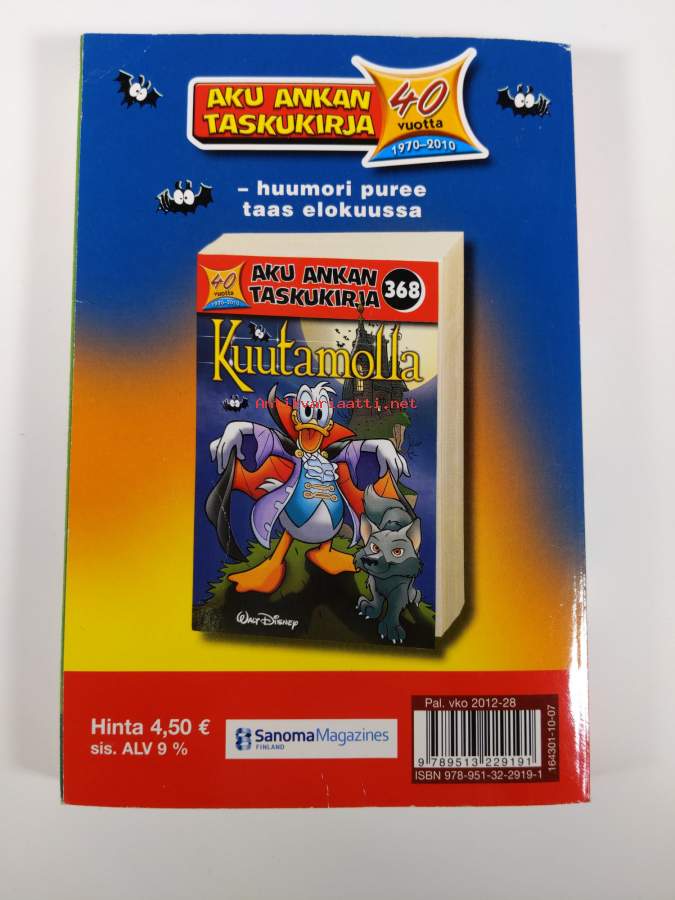 AKU ANKAN
TASKUKIRJA
40
vuotta
1970–2010
– huumori puree
taas elokuussa
40
vuotta
1970-2010
AKU ANKAN
TASKUKIRJA
368
Kuutamolla
Antikvariaatti.net
WALT DISNEY
Hinta 4,50 €
sis. ALV 9 %
SanomaMagazines
FINLAND
Pal. vko 2012-28
9 789513 229191
ISBN 978-951-32-2919-1
164301-10-07